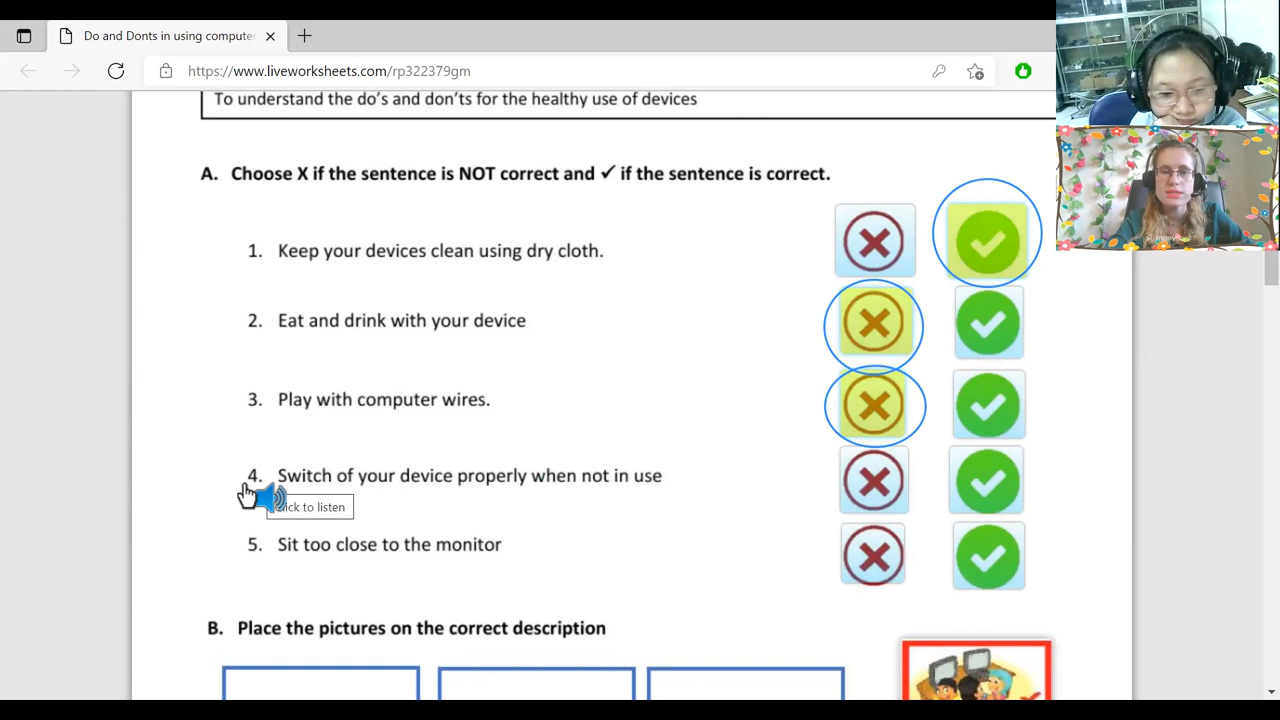 Do and Donts in using compute
https://www.liveworksheets.com/rp322379gm
To understand the do's and don'ts for the healthy use of devices
A. Choose X if the sentence is NOT correct and ✓ if the sentence is correct.
1. Keep your devices clean using dry cloth.
2. Eat and drink with your device
3. Play with computer wires.
4. Switch of your device properly when not in use
click to listen
5. Sit too close to the monitor
B. Place the pictures on the correct description